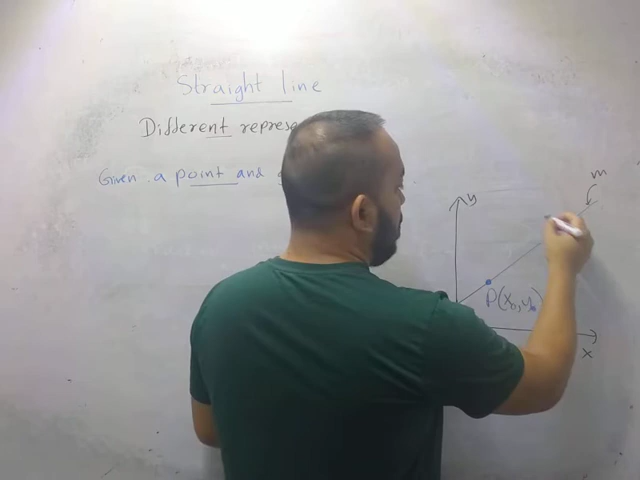 Straight line
Different
Given a point and
m
y
P(x₀, y₀)
x